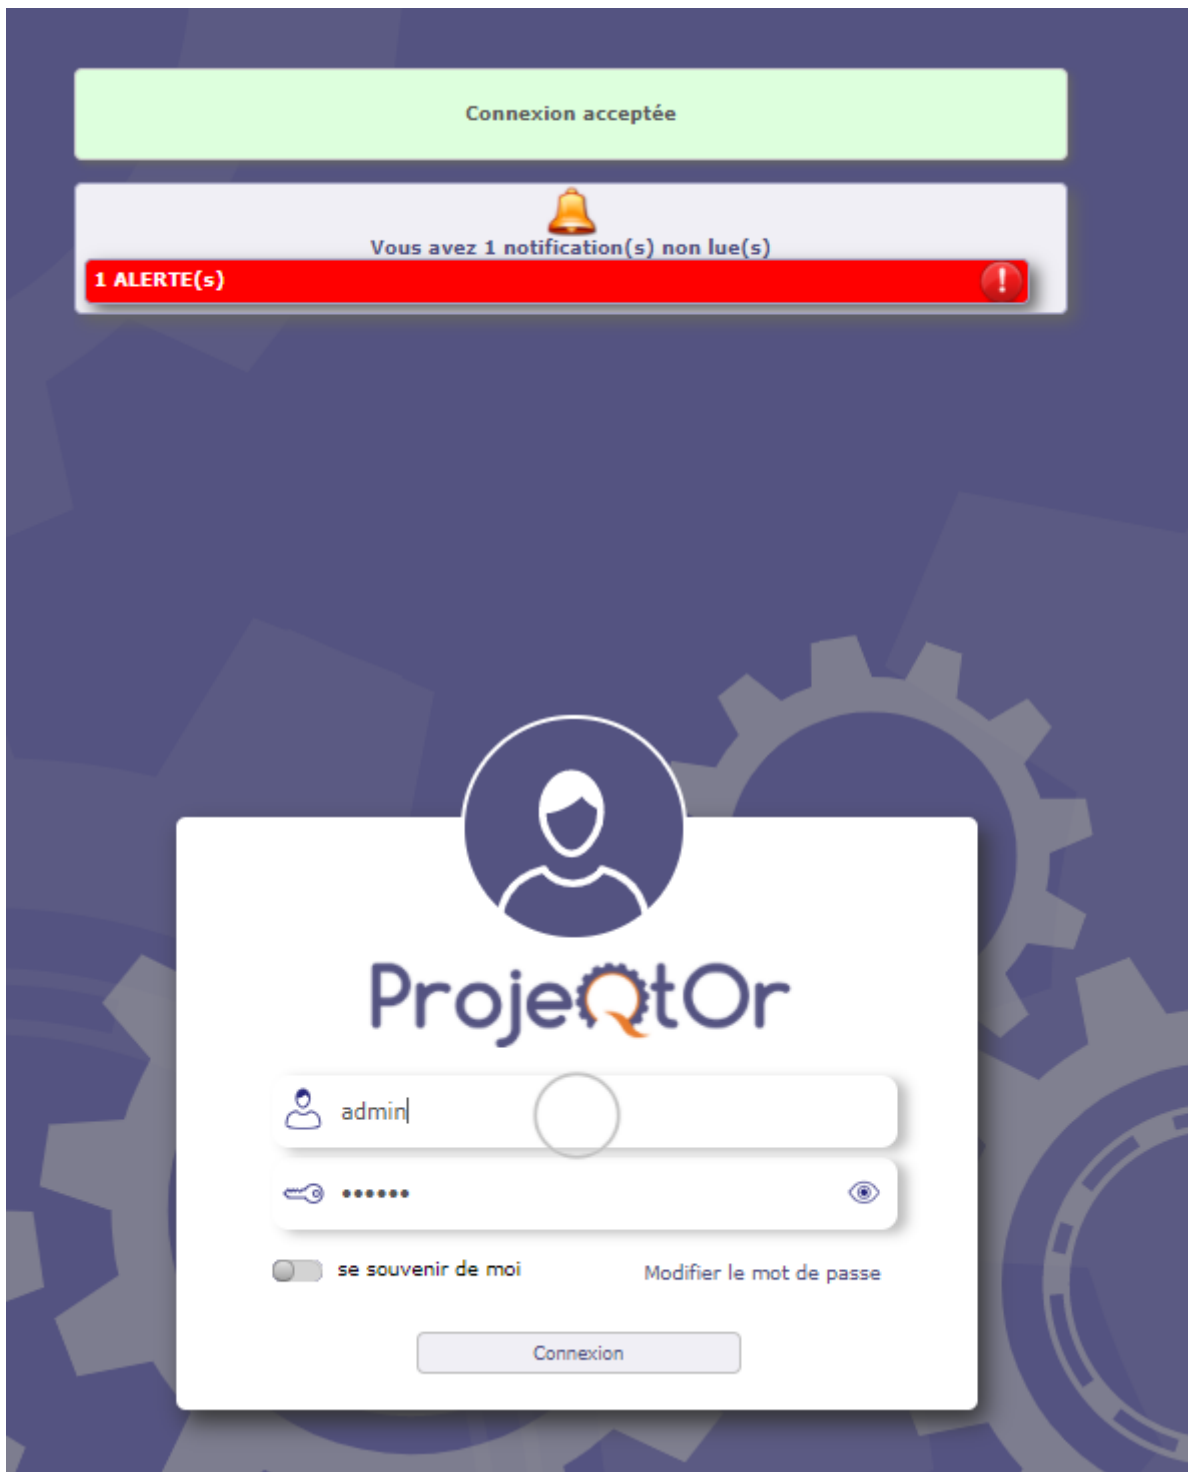 Connexion acceptée
Vous avez 1 notification(s) non lue(s)
1 ALERTE(s)
ProjeQtOr
admin
••••••
se souvenir de moi
Modifier le mot de passe
Connexion